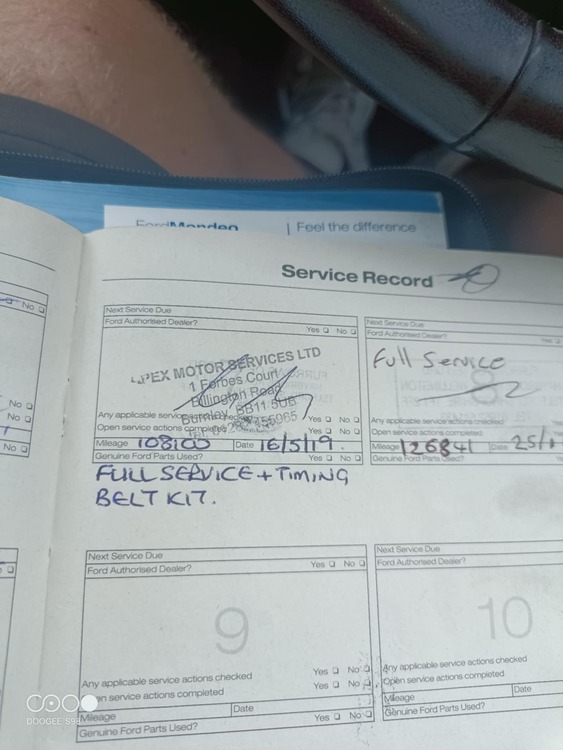 FordMondeo | Feel the difference
Service Record
No
No
No
No
Next Service Due
Ford Authorised Dealer?
Yes No
APEX MOTOR SERVICES LTD
1 Forbes Court
Billington Road
Burnley BB11 5UB
Any applicable service actions checked Yes No
Open service actions completed Yes No
Mileage 108100 Date 16/5/19.
Genuine Ford Parts Used? Yes No
FULL SERVICE + TIMING
BELT KIT.
Next Service Due
Ford Authorised Dealer?
Full Service
Any applicable service actions checked
Open service actions completed
Mileage 126841 Date 25/1
Genuine Ford Parts Used?
Next Service Due
Ford Authorised Dealer? Yes No
9
Any applicable service actions checked Yes No
Open service actions completed Yes No
Mileage Date
Genuine Ford Parts Used? Yes No
Next Service Due
Ford Authorised Dealer?
10
Any applicable service actions checked
Open service actions completed
Mileage Date
Genuine Ford Parts Used?
DOOGEE S98